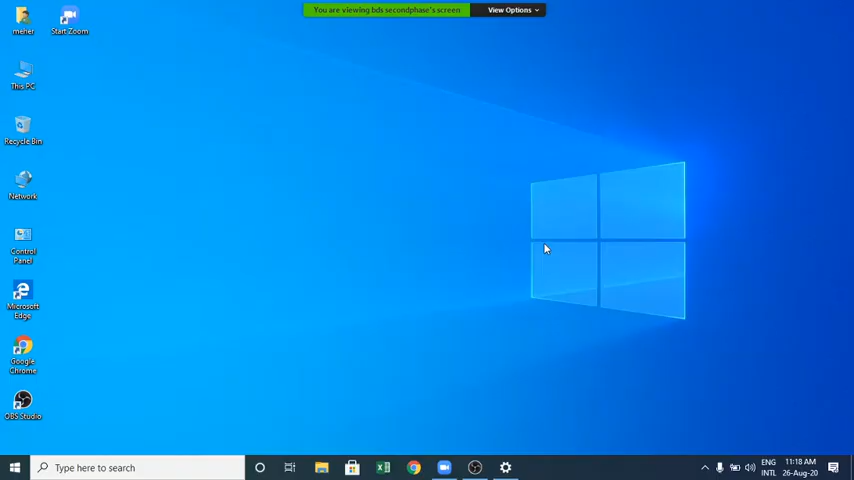 You are viewing bds secondphase's screen
View Options
meher
Start Zoom
This PC
Recycle Bin
Network
Control
Panel
Microsoft
Edge
Google
Chrome
OBS Studio
Type here to search
ENG
INTL
11:18 AM
26-Aug-20